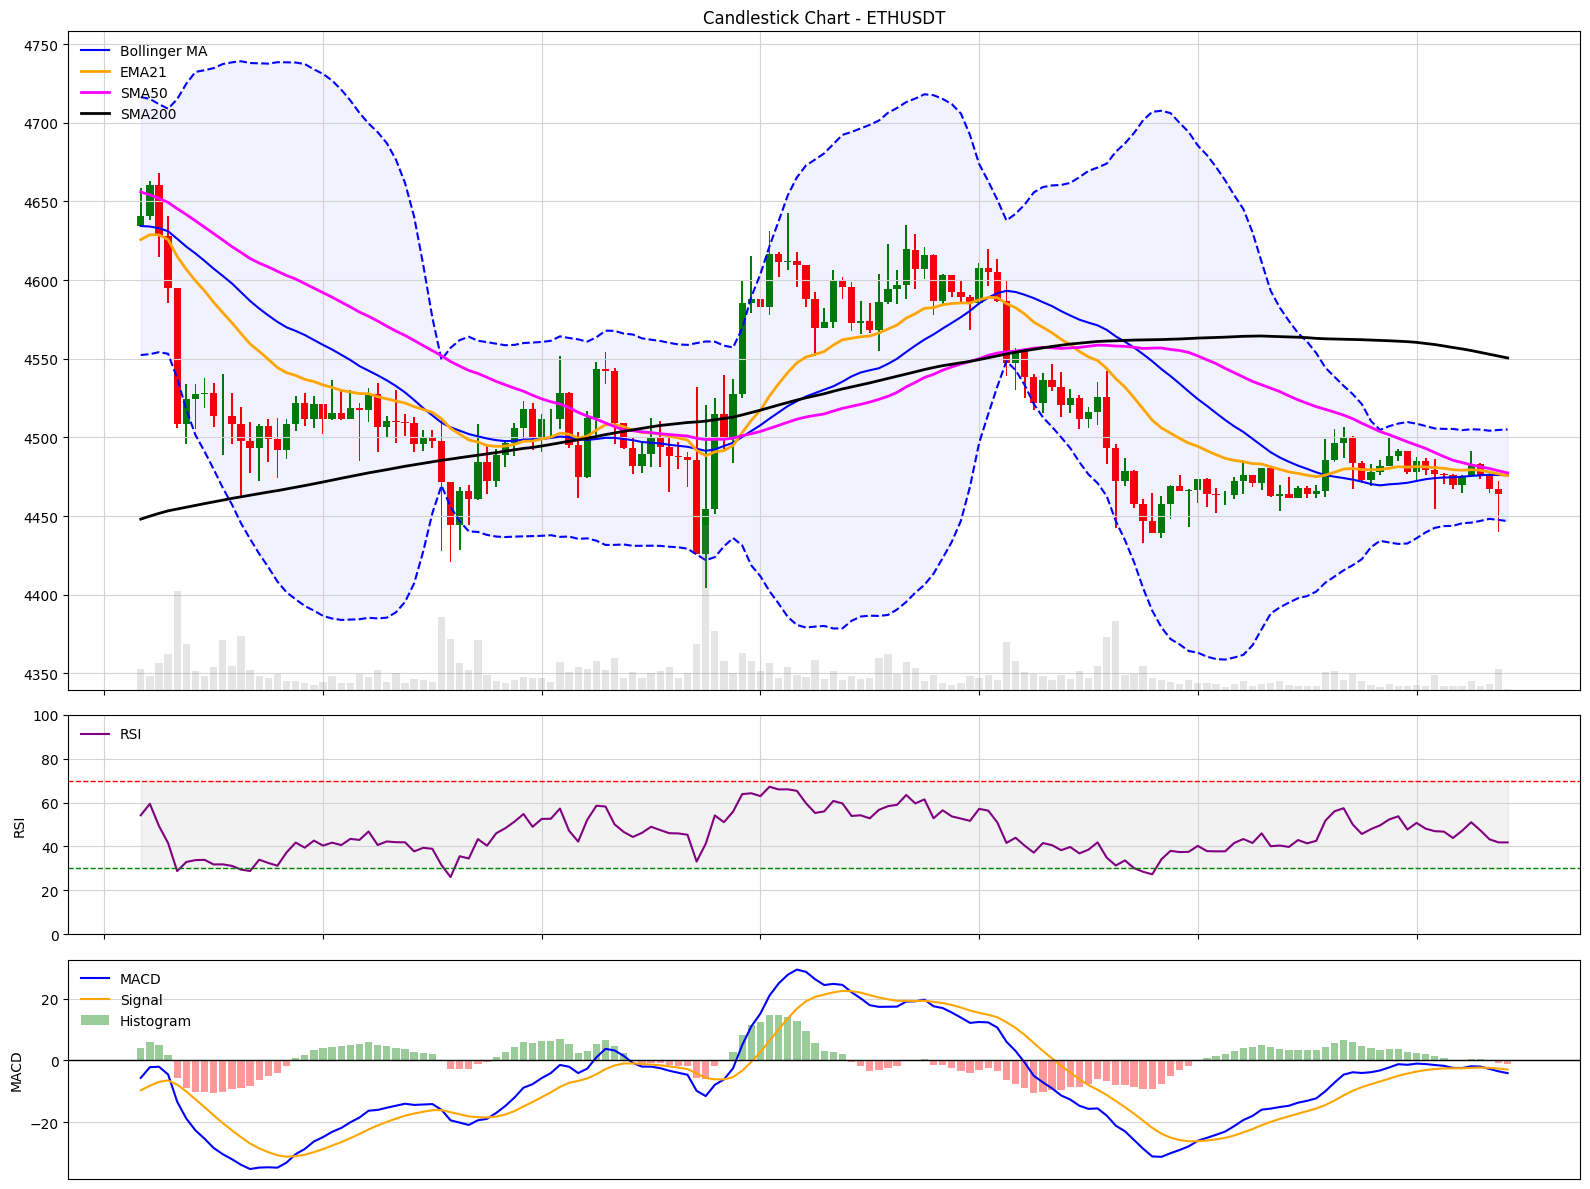 Candlestick Chart - ETHUSDT
4750
4700
4650
4600
4550
4500
4450
4400
4350
Bollinger MA
EMA21
SMA50
SMA200
100
80
60
40
20
0
RSI
RSI
20
0
−20
MACD
MACD
Signal
Histogram